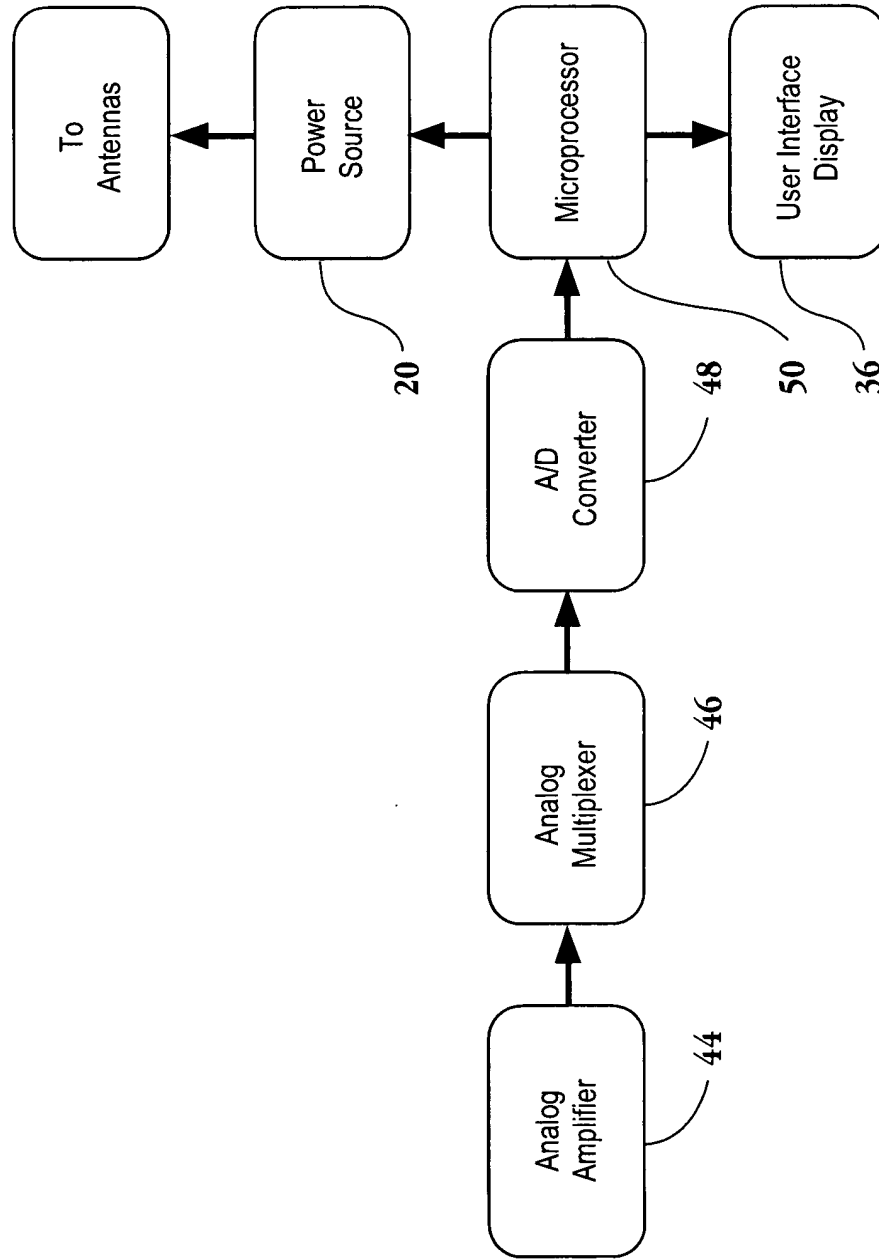 To
Antennas
Power
Source
20
Microprocessor
50
User Interface
Display
36
A/D
Converter
48
Analog
Multiplexer
46
Analog
Amplifier
44